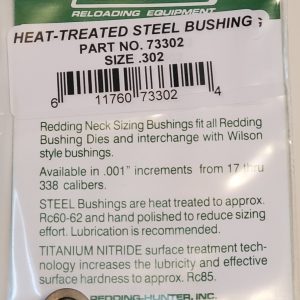 RELOADING EQUIPMENT
HEAT-TREATED STEEL BUSHING
PART NO. 73302
SIZE .302
6 11760 73302 4
Redding Neck Sizing Bushings fit all Redding
Bushing Dies and interchange with Wilson
style bushings.
Available in .001" increments from 17 thru
338 calibers.
STEEL Bushings are heat treated to approx.
Rc60-62 and hand polished to reduce sizing
effort. Lubrication is recommended.
TITANIUM NITRIDE surface treatment tech-
nology increases the lubricity and effective
surface hardness to approx. Rc85.
REDDING-HUNTER, INC.